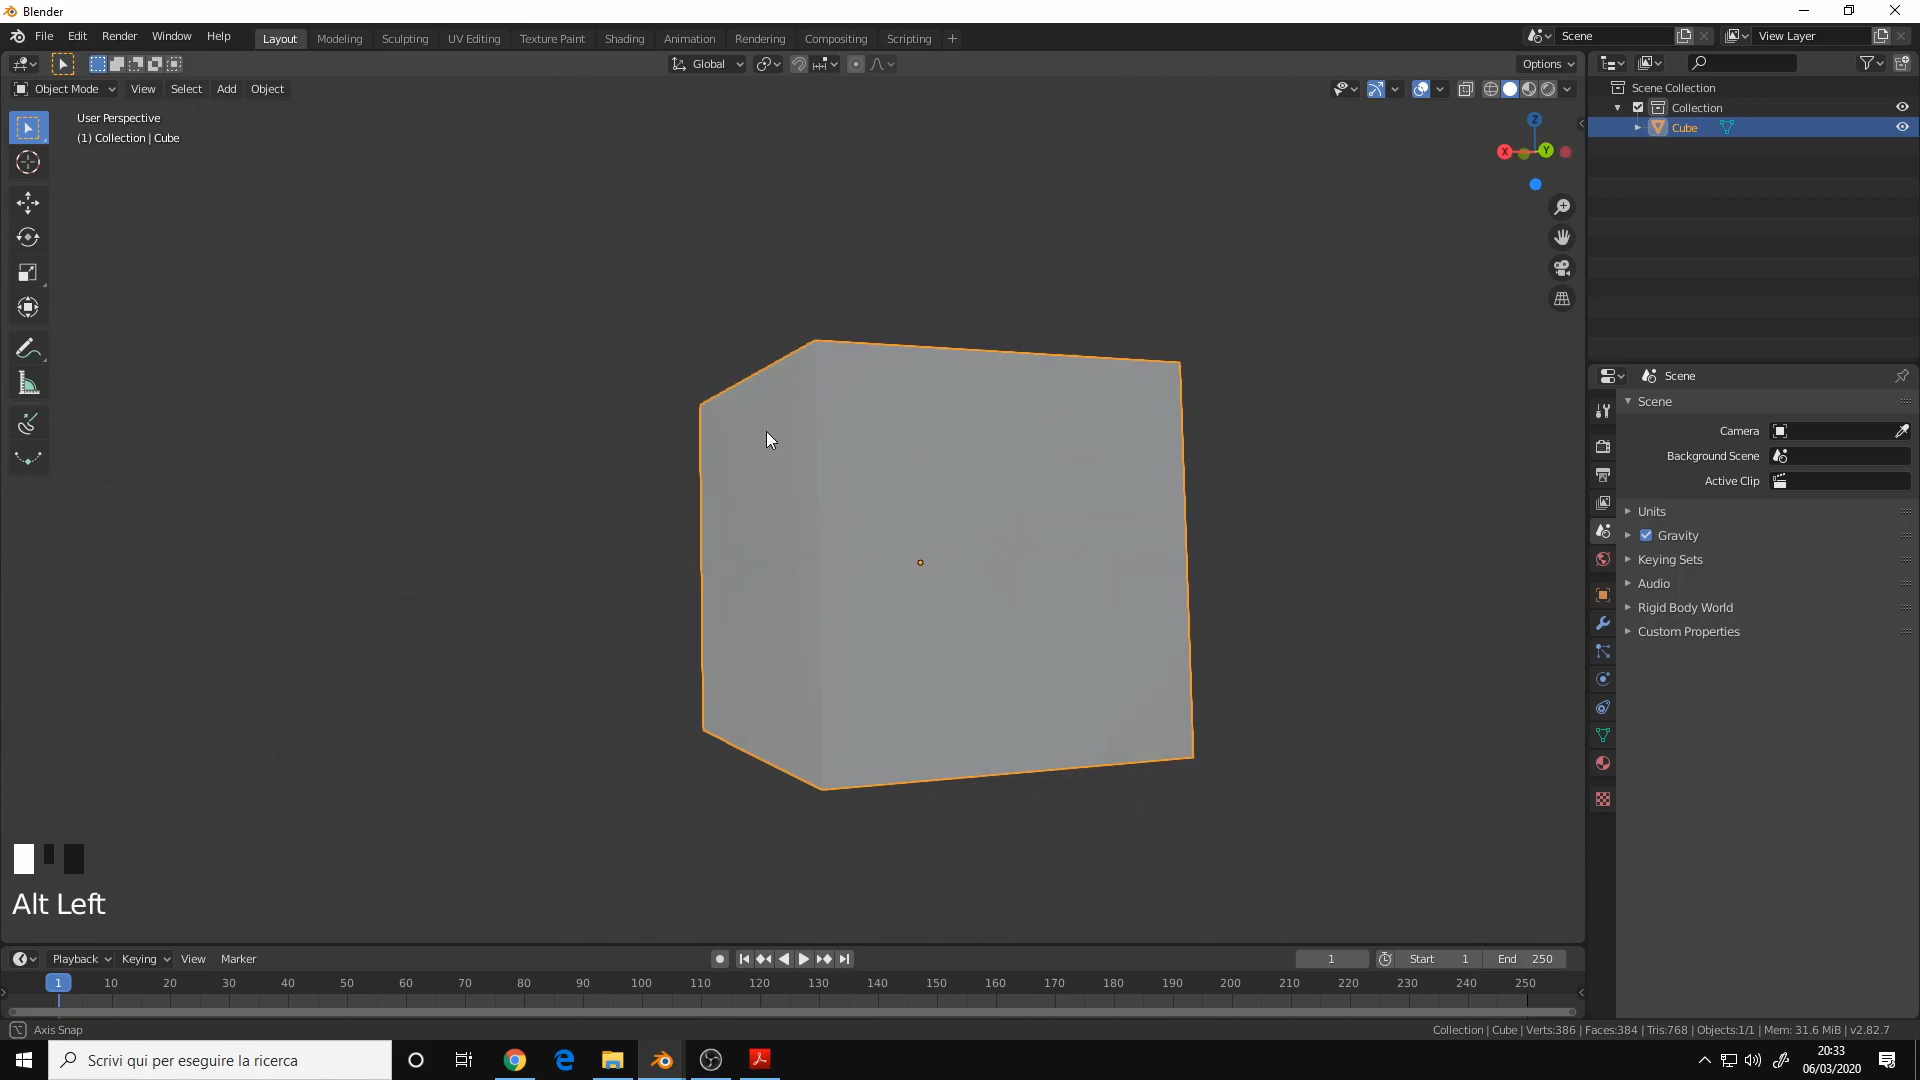 Blender
File Edit Render Window Help
Layout Modeling Sculpting UV Editing Texture Paint Shading Animation Rendering Compositing Scripting +
Scene
View Layer
Global
Options
Object Mode View Select Add Object
User Perspective
(1) Collection | Cube
Z
X
Y
Scene Collection
Collection
Cube
Scene
Scene
Camera
Background Scene
Active Clip
Units
Gravity
Keying Sets
Audio
Rigid Body World
Custom Properties
Alt Left
Playback Keying View Marker
1
Start 1
End 250
1 10 20 30 40 50 60 70 80 90 100 110 120 130 140 150 160 170 180 190 200 210 220 230 240 250
Axis Snap
Collection | Cube | Verts:386 | Faces:384 | Tris:768 | Objects:1/1 | Mem: 31.6 MiB | v2.82.7
Scrivi qui per eseguire la ricerca
20:33
06/03/2020